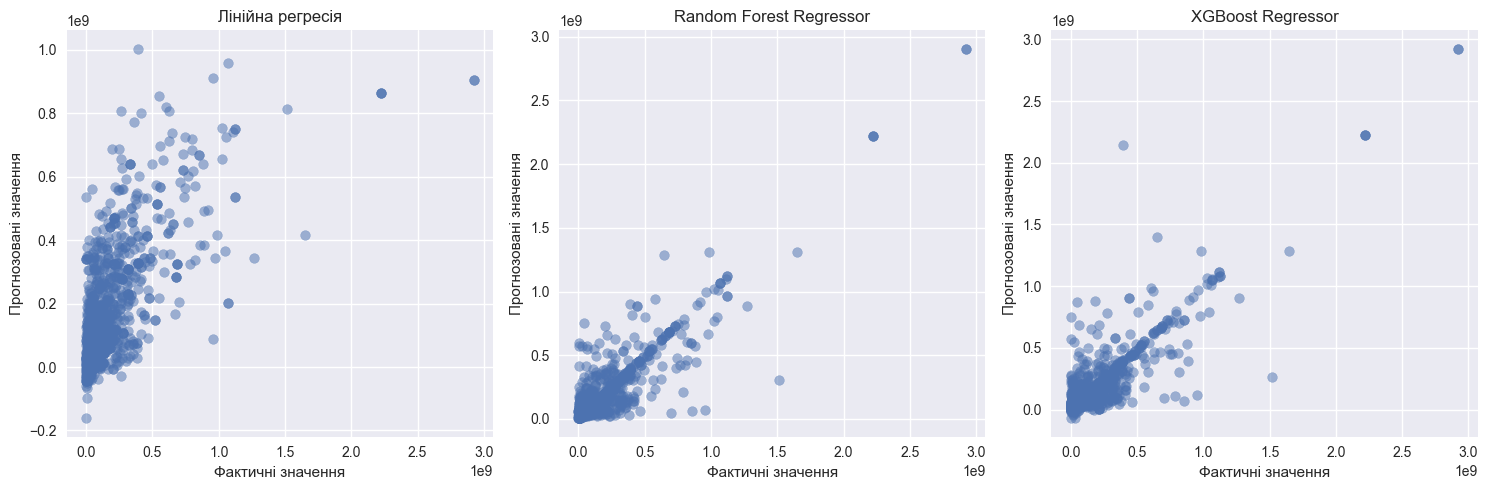 Лінійна регресія
1e9
Прогнозовані значення
1.0
0.8
0.6
0.4
0.2
0.0
−0.2
0.0 0.5 1.0 1.5 2.0 2.5 3.0
1e9
Фактичні значення
Random Forest Regressor
1e9
Прогнозовані значення
3.0
2.5
2.0
1.5
1.0
0.5
0.0
0.0 0.5 1.0 1.5 2.0 2.5 3.0
1e9
Фактичні значення
XGBoost Regressor
1e9
Прогнозовані значення
3.0
2.5
2.0
1.5
1.0
0.5
0.0
0.0 0.5 1.0 1.5 2.0 2.5 3.0
1e9
Фактичні значення